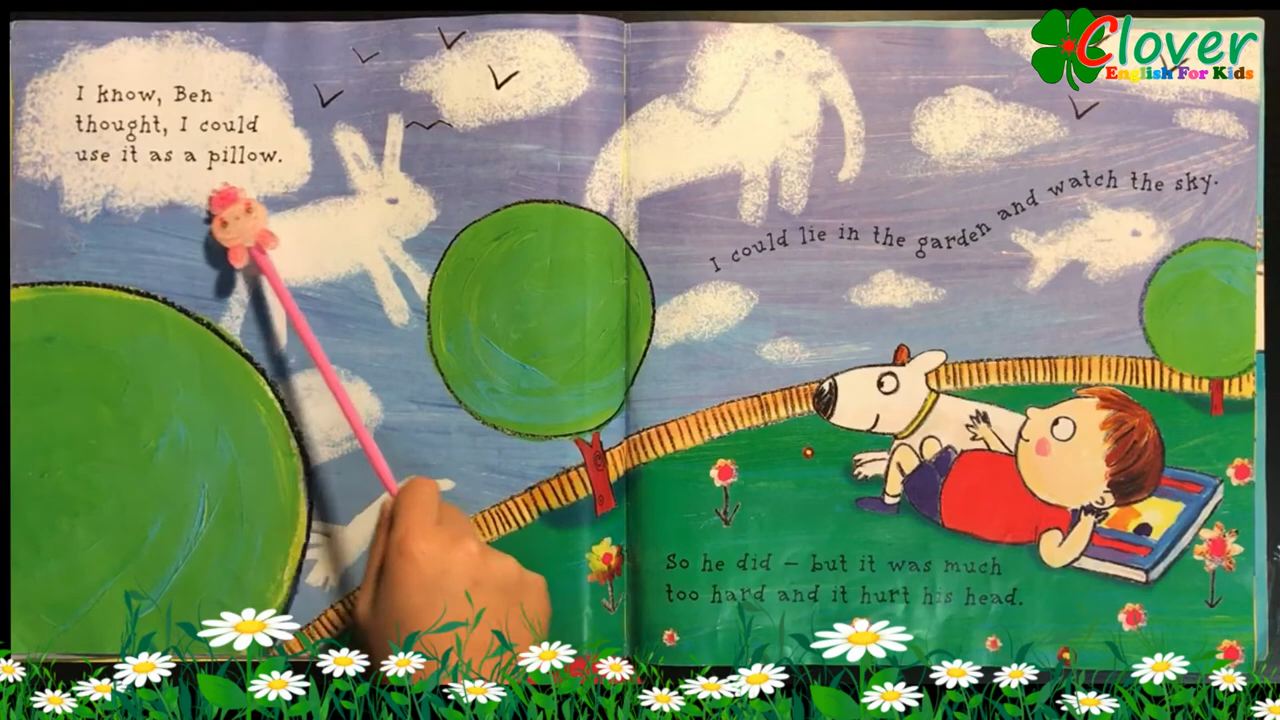 I know, Ben
thought, I could
use it as a pillow.
I could lie in the garden and watch the sky.
So he did – but it was much
too hard and it hurt his head.
Clover
English For Kids